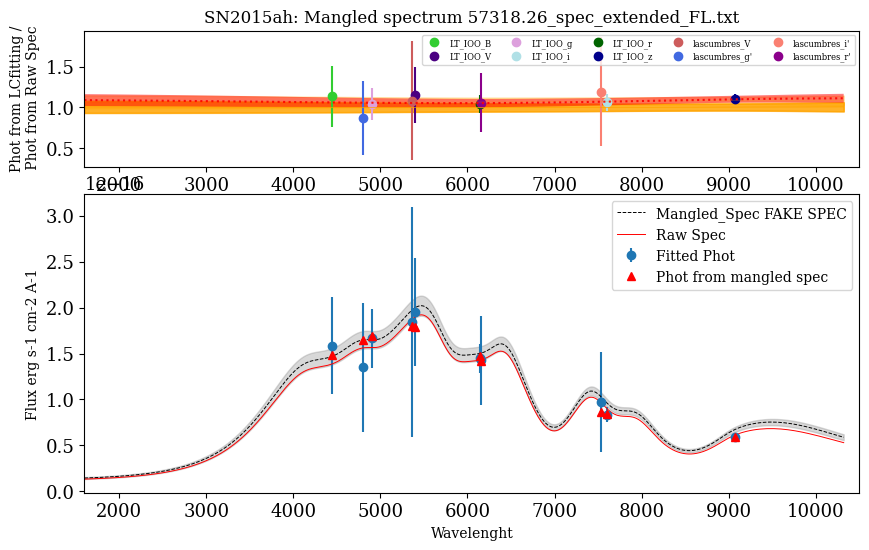 SN2015ah: Mangled spectrum 57318.26_spec_extended_FL.txt
Phot from LCfitting /
Phot from Raw Spec
LT_IOO_B LT_IOO_g LT_IOO_r lascumbres_V lascumbres_i'
LT_IOO_V LT_IOO_i LT_IOO_z lascumbres_g' lascumbres_r'
1.5
1.0
0.5
2000 3000 4000 5000 6000 7000 8000 9000 10000
1e−16
Flux erg s-1 cm-2 A-1
Mangled_Spec FAKE SPEC
Raw Spec
Fitted Phot
Phot from mangled spec
3.0
2.5
2.0
1.5
1.0
0.5
0.0
2000 3000 4000 5000 6000 7000 8000 9000 10000
Wavelenght